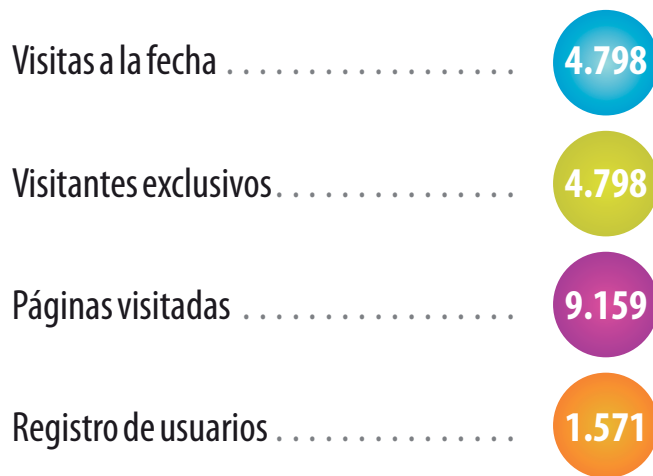 Visitas a la fecha . . . . . . . . . . . . . . . . . . 4.798
Visitantes exclusivos . . . . . . . . . . . . . . . 4.798
Páginas visitadas . . . . . . . . . . . . . . . . . 9.159
Registro de usuarios . . . . . . . . . . . . . . . 1.571